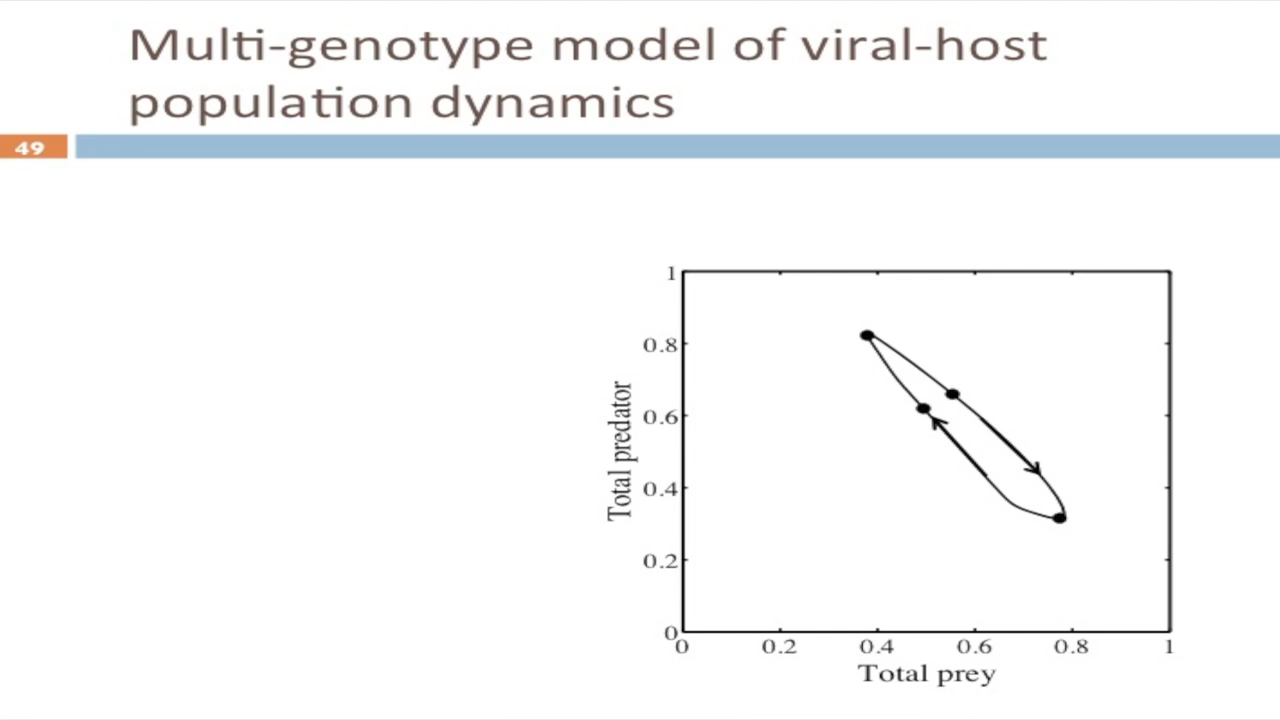 Multi-genotype model of viral-host
population dynamics
49
1
0.8
0.6
0.4
0.2
0
Total predator
0 0.2 0.4 0.6 0.8 1
Total prey